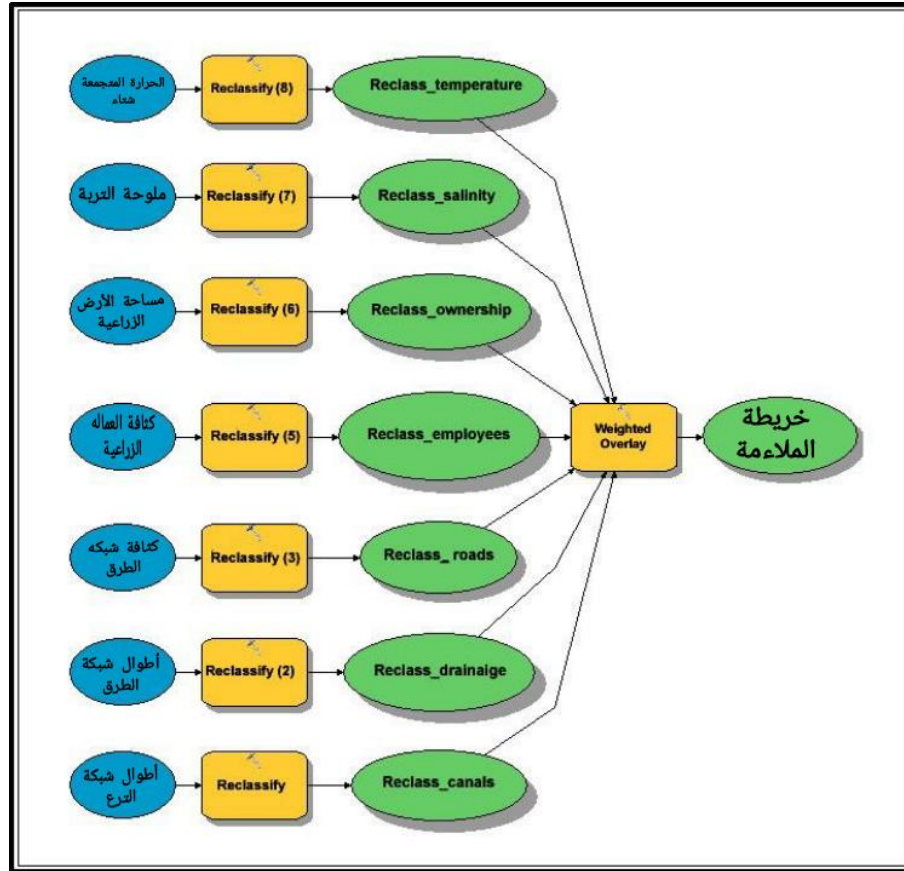 الحرارة المتجمعة
شتاء
Reclassify (8)
Reclass_temperature
ملوحة التربة
Reclassify (7)
Reclass_salinity
مساحة الأرض
الزراعية
Reclassify (6)
Reclass_ownership
كثافة العماله
الزراعية
Reclassify (5)
Reclass_employees
Weighted
Overlay
خريطة
الملاءمة
كثافة شبكه
الطرق
Reclassify (3)
Reclass_ roads
أطوال شبكة
الطرق
Reclassify (2)
Reclass_drainaige
أطوال شبكة
الترع
Reclassify
Reclass_canals